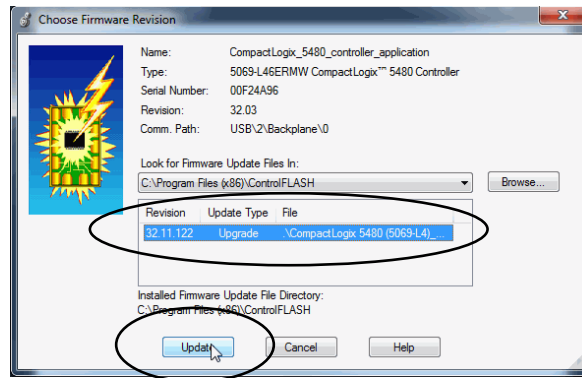 Choose Firmware Revision
Name: CompactLogix_5480_controller_application
Type: 5069-L46ERMW CompactLogix™ 5480 Controller
Serial Number: 00F24A96
Revision: 32.03
Comm. Path: USB\2\Backplane\0
Look for Firmware Update Files In:
C:\Program Files (x86)\ControlFLASH
Browse...
Revision Update Type File
32.11.122 Upgrade .\CompactLogix 5480 (5069-L4)_...
Installed Firmware Update File Directory:
C:\Program Files (x86)\ControlFLASH
Update Cancel Help